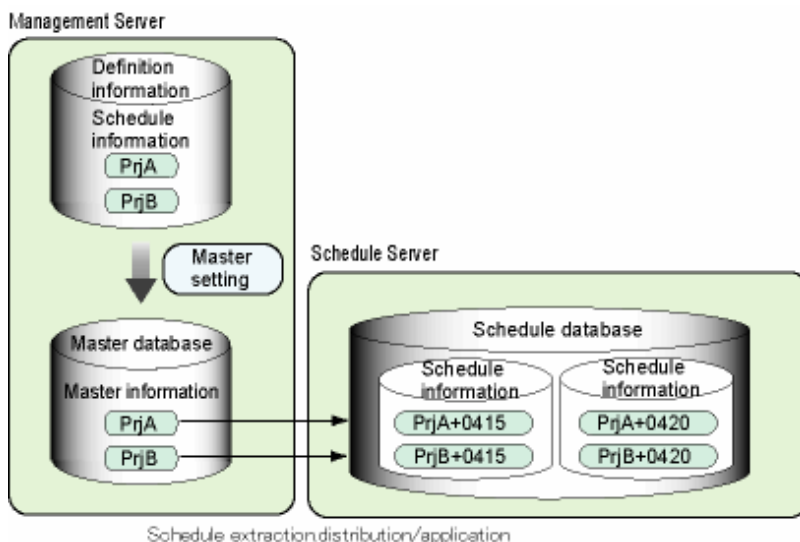 Management Server
Definition
information
Schedule
information
PrjA
PrjB
Master
setting
Master database
Master information
PrjA
PrjB
Schedule Server
Schedule database
Schedule
information
PrjA+0415
PrjB+0415
Schedule
information
PrjA+0420
PrjB+0420
Schedule extraction distribution/application